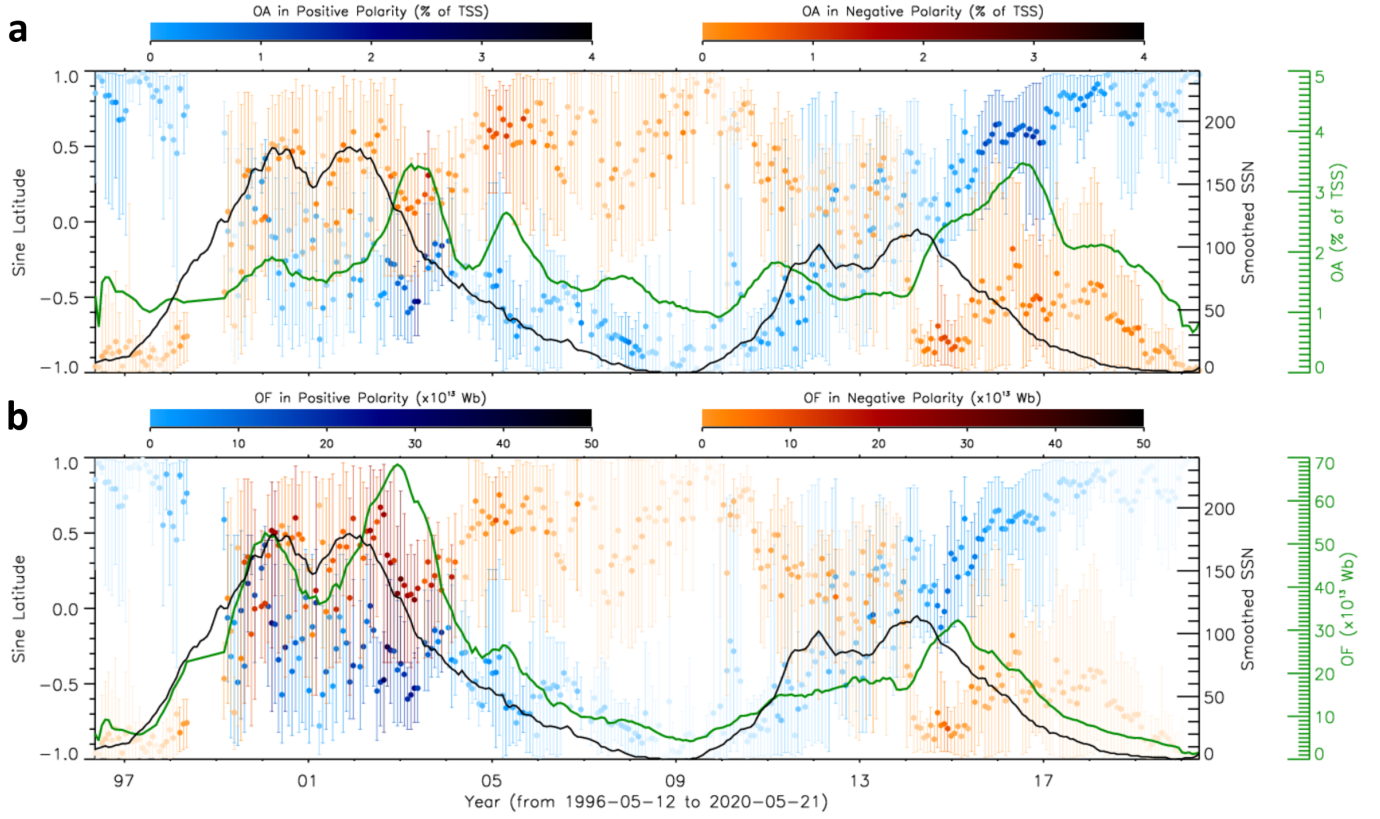 a
OA in Positive Polarity (% of TSS)
OA in Negative Polarity (% of TSS)
0 1 2 3 4
0 1 2 3 4
1.0
0.5
0.0
−0.5
−1.0
Sine Latitude
200
150
100
50
0
Smoothed SSN
5
4
3
2
1
0
OA (% of TSS)
b
OF in Positive Polarity (x10¹³ Wb)
OF in Negative Polarity (x10¹³ Wb)
0 10 20 30 40 50
0 10 20 30 40 50
1.0
0.5
0.0
−0.5
−1.0
Sine Latitude
200
150
100
50
0
Smoothed SSN
70
60
50
40
30
20
10
0
OF (x10¹³ Wb)
97 01 05 09 13 17
Year (from 1996−05−12 to 2020−05−21)